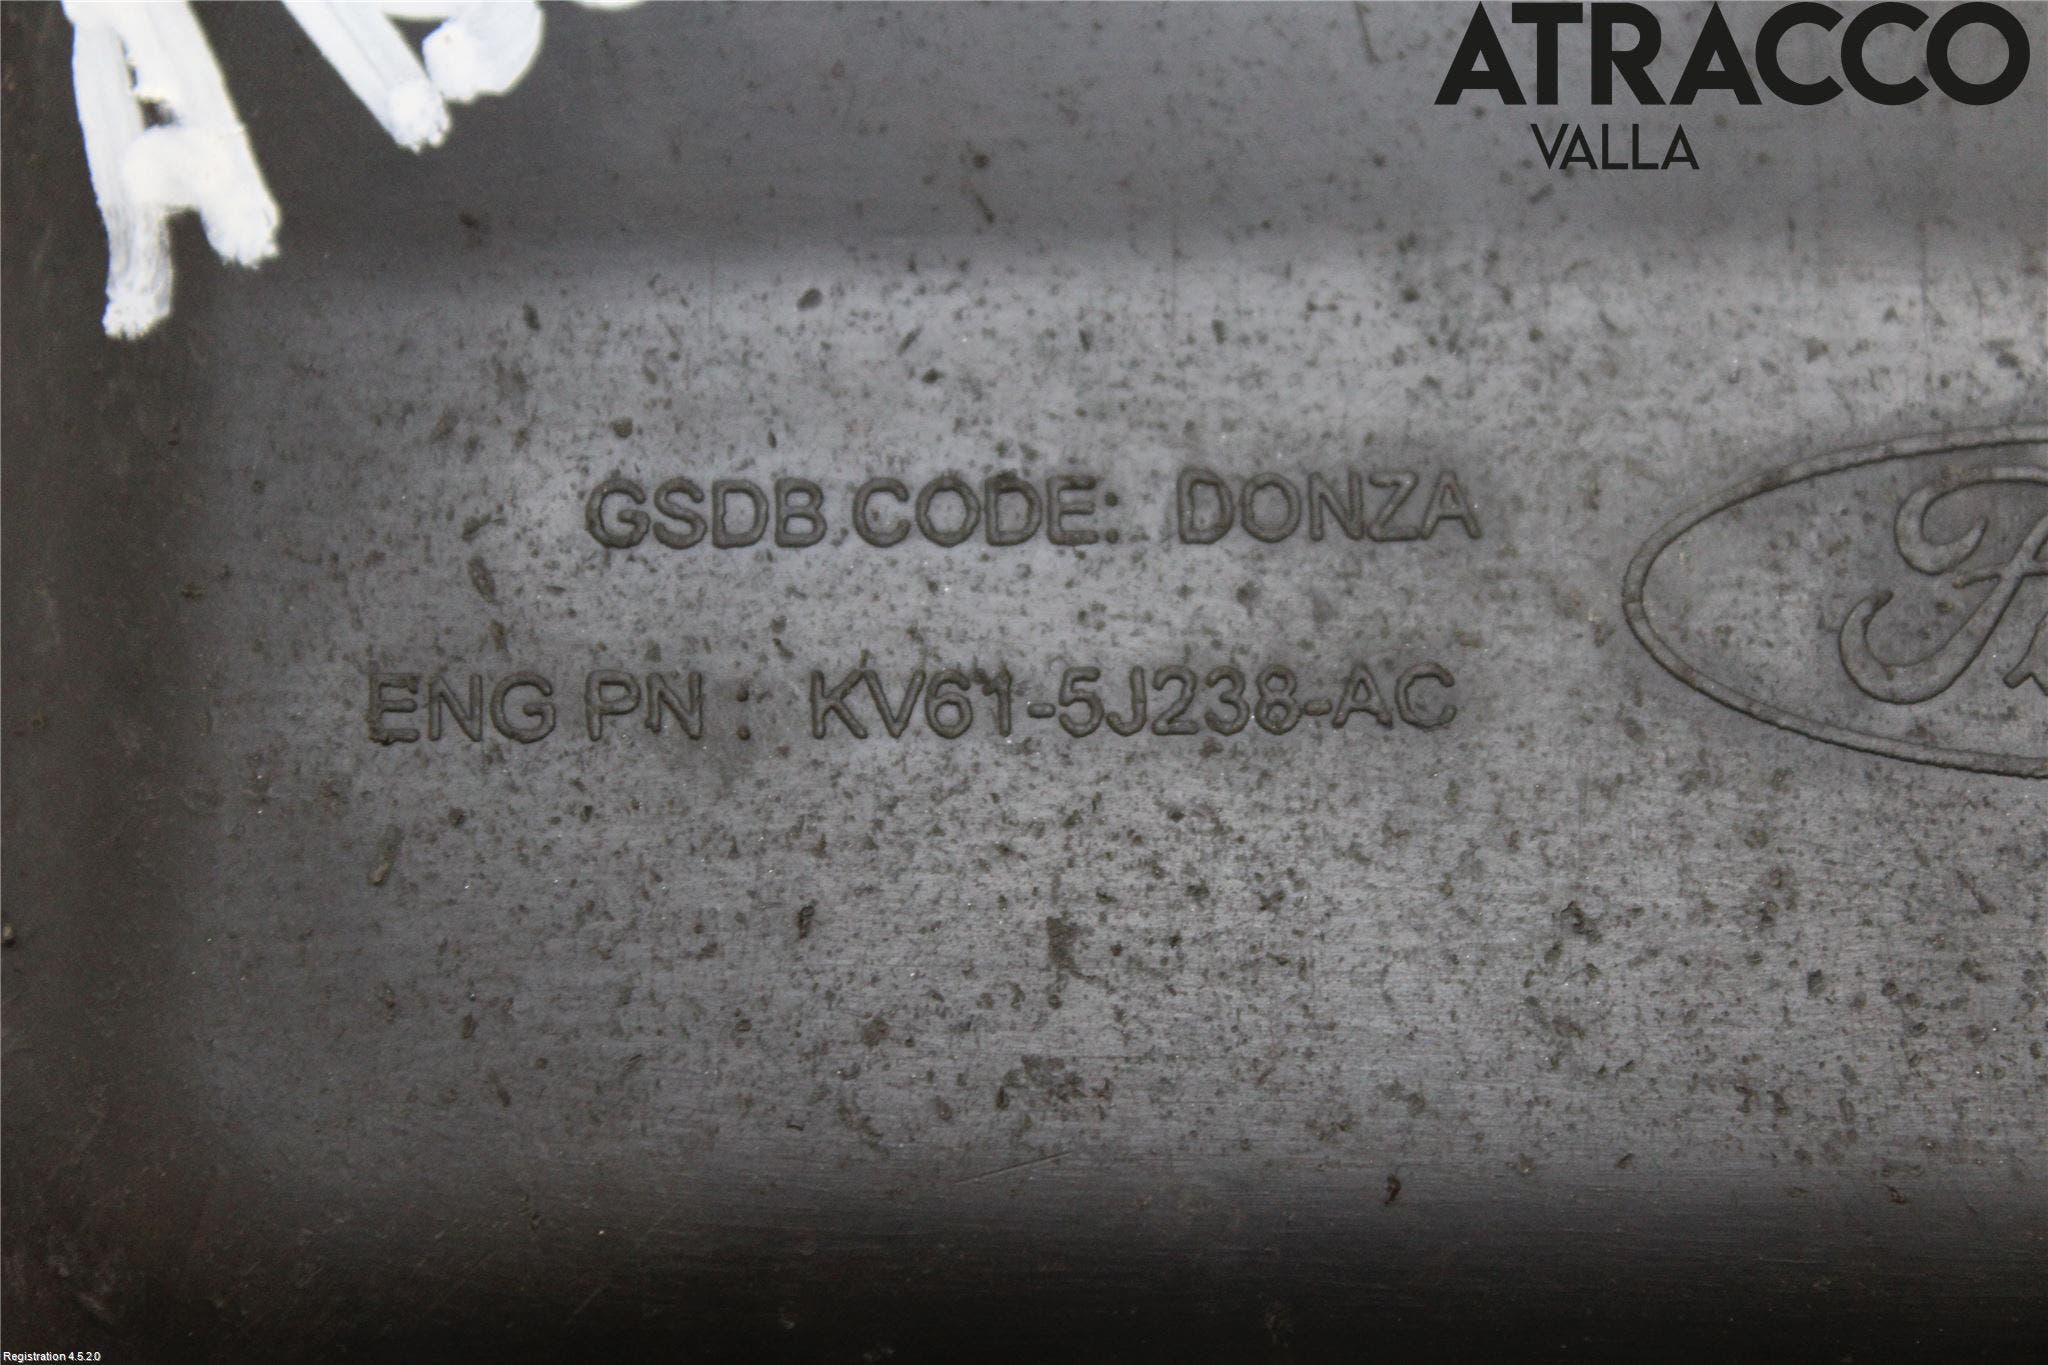 ATRACCO
VALLA
GSDB CODE: DONZA
ENG PN : KV61-5J238-AC
Registration 4.5.2.0